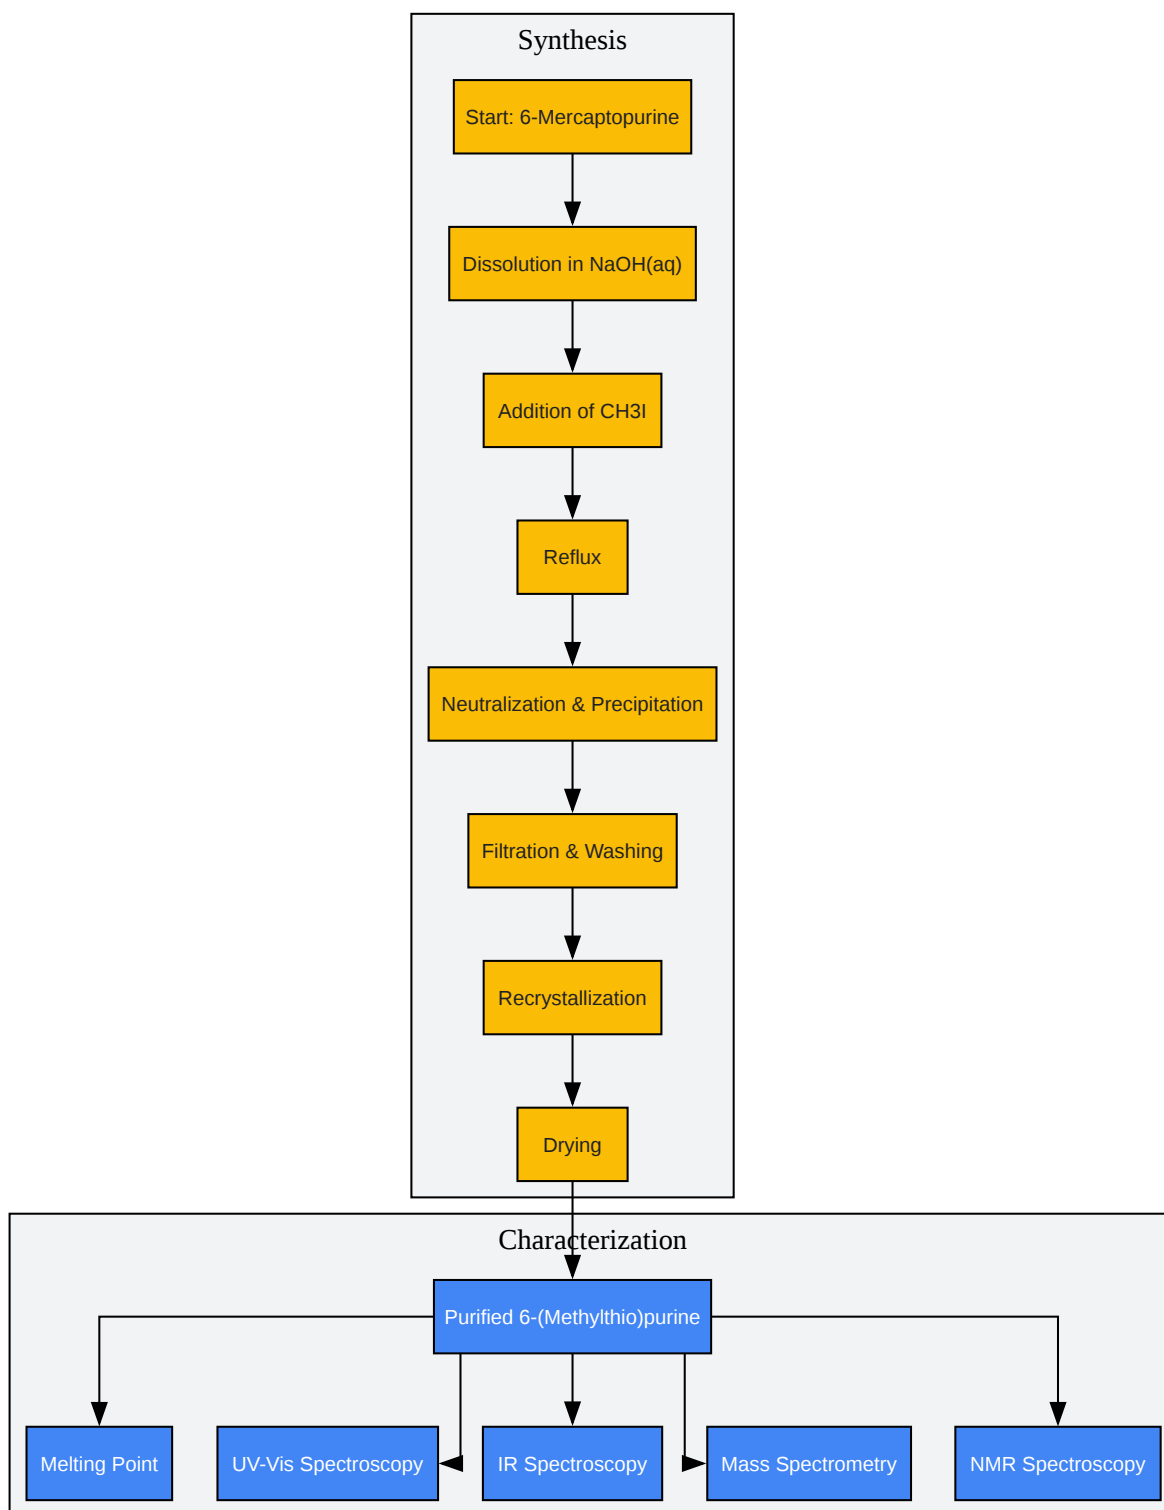 Synthesis
Start: 6-Mercaptopurine
Dissolution in NaOH(aq)
Addition of CH3I
Reflux
Neutralization & Precipitation
Filtration & Washing
Recrystallization
Drying
Characterization
Purified 6-(Methylthio)purine
Melting Point
UV-Vis Spectroscopy
IR Spectroscopy
Mass Spectrometry
NMR Spectroscopy